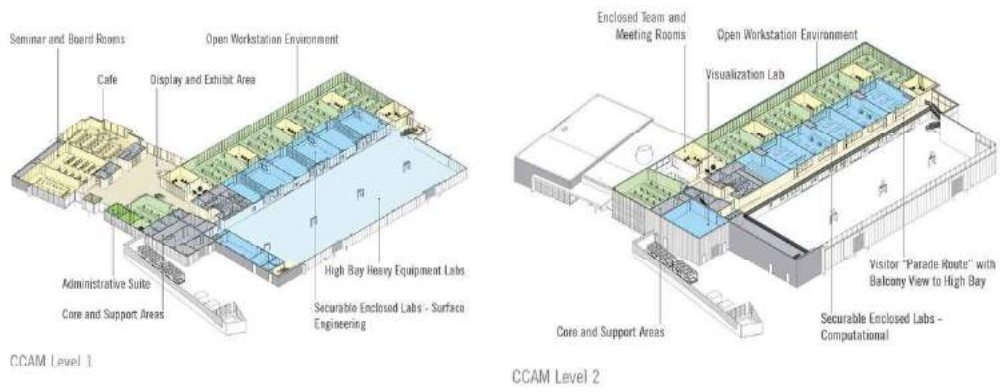 Seminar and Board Rooms
Open Workstation Environment
Cafe
Display and Exhibit Area
Administrative Suite
Core and Support Areas
High Bay Heavy Equipment Labs
Securable Enclosed Labs - Surface
Engineering
CCAM Level 1
Enclosed Team and
Meeting Rooms
Open Workstation Environment
Visualization Lab
Visitor "Parade Route" with
Balcony View to High Bay
Securable Enclosed Labs -
Computational
Core and Support Areas
CCAM Level 2